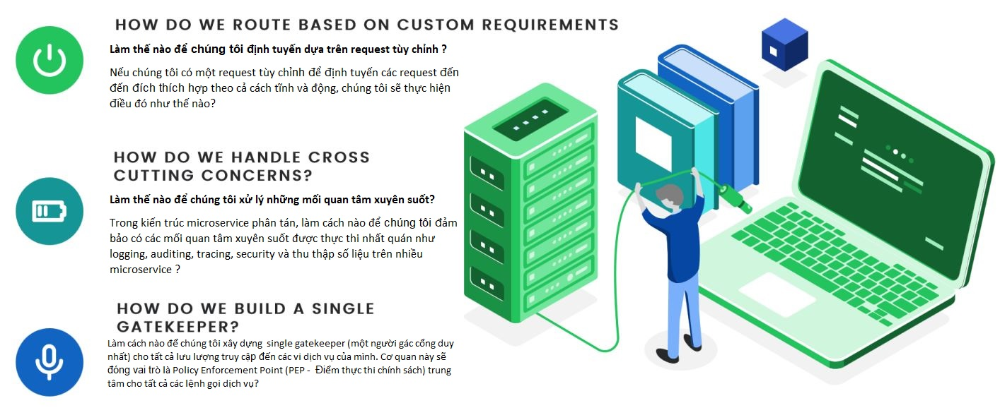 HOW DO WE ROUTE BASED ON CUSTOM REQUIREMENTS
Làm thế nào để chúng tôi định tuyến dựa trên request tùy chỉnh ?
Nếu chúng tôi có một request tùy chỉnh để định tuyến các request đến
đến đích thích hợp theo cả cách tĩnh và động, chúng tôi sẽ thực hiện
điều đó như thế nào?
HOW DO WE HANDLE CROSS
CUTTING CONCERNS?
Làm thế nào để chúng tôi xử lý những mối quan tâm xuyên suốt?
Trong kiến trúc microservice phân tán, làm cách nào để chúng tôi đảm
bảo có các mối quan tâm xuyên suốt được thực thi nhất quán như
logging, auditing, tracing, security và thu thập số liệu trên nhiều
microservice ?
HOW DO WE BUILD A SINGLE
GATEKEEPER?
Làm cách nào để chúng tôi xây dựng single gatekeeper (một người gác cổng duy
nhất) cho tất cả lưu lượng truy cập đến các vi dịch vụ của mình. Cơ quan này sẽ
đóng vai trò là Policy Enforcement Point (PEP - Điểm thực thi chính sách) trung
tâm cho tất cả các lệnh gọi dịch vụ?